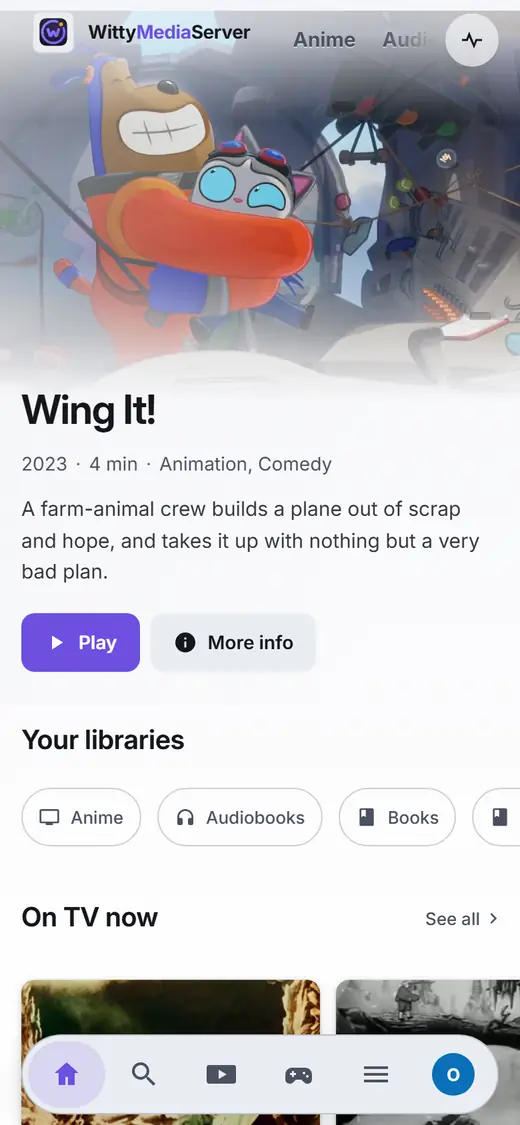 WittyMediaServer
Anime Audi
Wing It!
2023 · 4 min · Animation, Comedy
A farm-animal crew builds a plane out of scrap
and hope, and takes it up with nothing but a very
bad plan.
Play
More info
Your libraries
Anime
Audiobooks
Books
On TV now
See all
O